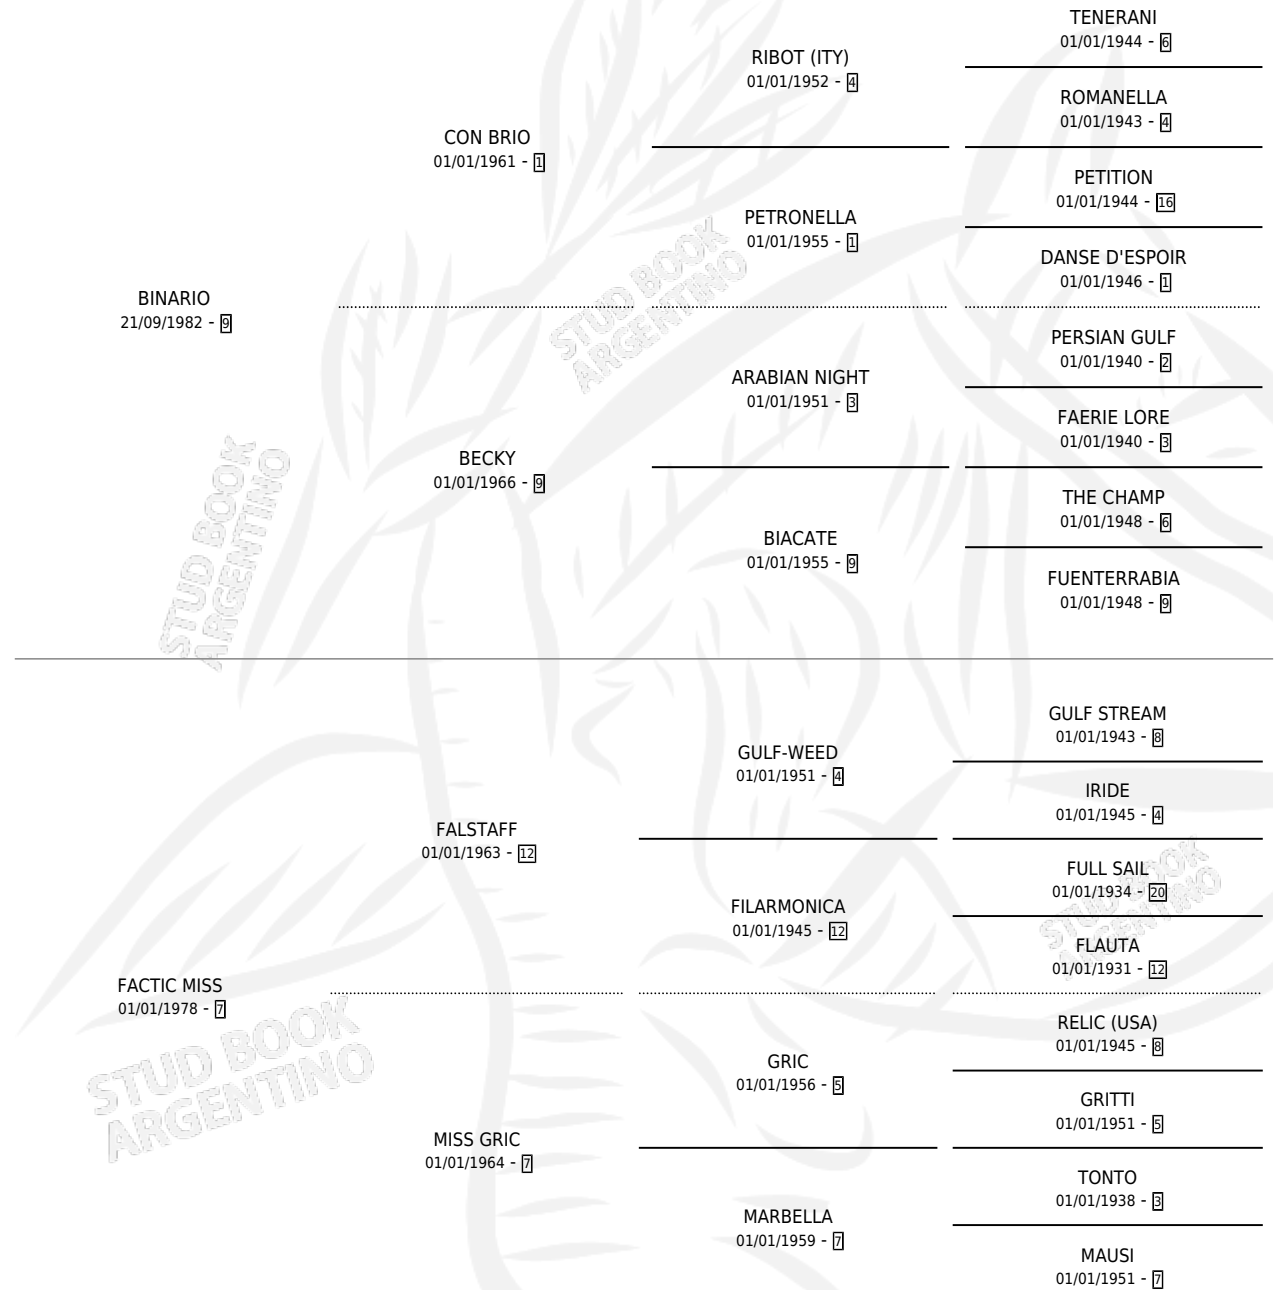 TENERANI
01/01/1944 - 6
RIBOT (ITY)
01/01/1952 - 4
ROMANELLA
01/01/1943 - 4
CON BRIO
01/01/1961 - 1
PETITION
01/01/1944 - 16
PETRONELLA
01/01/1955 - 1
DANSE D'ESPOIR
01/01/1946 - 1
BINARIO
21/09/1982 - 9
STUD BOOK
ARGENTINO
PERSIAN GULF
01/01/1940 - 2
ARABIAN NIGHT
01/01/1951 - 3
FAERIE LORE
01/01/1940 - 3
BECKY
01/01/1966 - 9
THE CHAMP
01/01/1948 - 6
BIACATE
01/01/1955 - 9
FUENTERRABIA
01/01/1948 - 9
STUD BOOK
ARGENTINO
GULF STREAM
01/01/1943 - 8
GULF-WEED
01/01/1951 - 4
IRIDE
01/01/1945 - 4
FALSTAFF
01/01/1963 - 12
FULL SAIL
01/01/1934 - 20
FILARMONICA
01/01/1945 - 12
STUD BOOK
ARGENTINO
FLAUTA
01/01/1931 - 12
FACTIC MISS
01/01/1978 - 7
RELIC (USA)
01/01/1945 - 8
GRIC
01/01/1956 - 5
GRITTI
01/01/1951 - 5
STUD BOOK
ARGENTINO
MISS GRIC
01/01/1964 - 7
TONTO
01/01/1938 - 3
MARBELLA
01/01/1959 - 7
MAUSI
01/01/1951 - 7